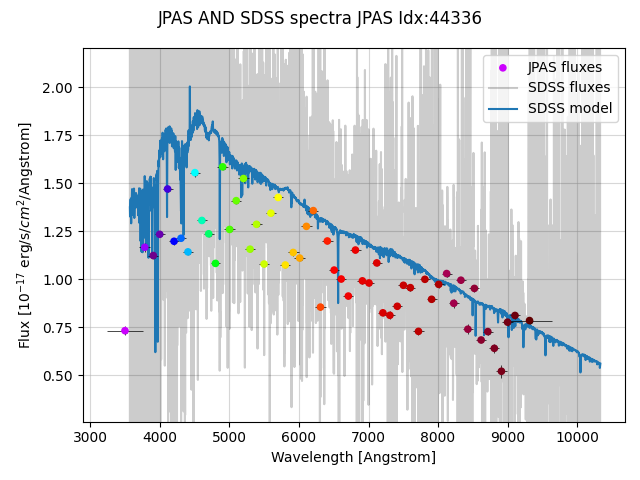 JPAS AND SDSS spectra JPAS Idx:44336
JPAS fluxes
SDSS fluxes
SDSS model
Flux [10⁻¹⁷ erg/s/cm²/Angstrom]
2.00
1.75
1.50
1.25
1.00
0.75
0.50
3000 4000 5000 6000 7000 8000 9000 10000
Wavelength [Angstrom]